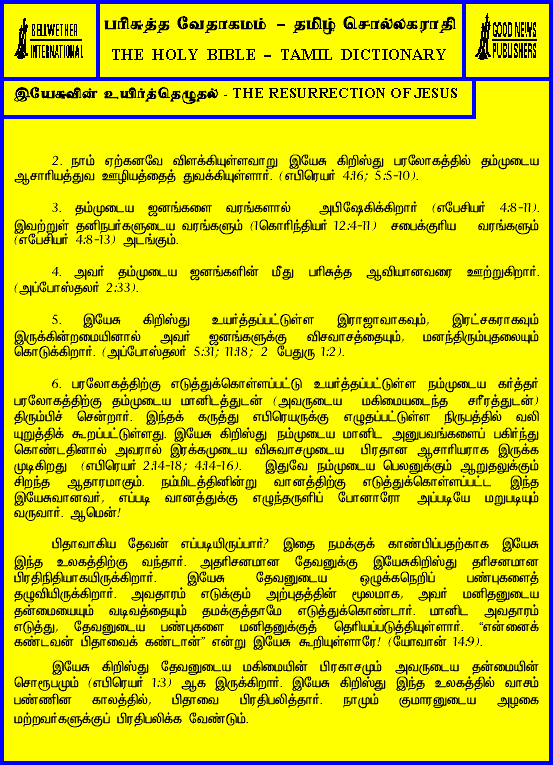 BELLWETHER
INTERNATIONAL
பரிசுத்த வேதாகமம் – தமிழ் சொல்லகராதி
THE HOLY BIBLE – TAMIL DICTIONARY
GOOD NEWS
PUBLISHERS
இயேசுவின் உயிர்த்தெழுதல் - THE RESURRECTION OF JESUS
2. நாம் ஏற்கனவே விளக்கியுள்ளவாறு இயேசு கிறிஸ்து பரலோகத்தில் தம்முடைய
ஆசாரியத்துவ ஊழியத்தைத் துவக்கியுள்ளார். (எபிரெயர் 4:16; 5:5-10).
3. தம்முடைய ஜனங்களை வரங்களால் அபிஷேகிக்கிறார் (எபேசியர் 4:8-11).
இவற்றுள் தனிநபர்களுடைய வரங்களும் (கொரிந்தியர் (12:4-11) சபைக்குரிய வரங்களும்
(எபேசியர் 4:8-13) அடங்கும்.
4. அவர் தம்முடைய ஜனங்களின் மீது பரிசுத்த ஆவியானவரை ஊற்றுகிறார்.
(அப்போஸ்தலர் 2:33).
5. இயேசு கிறிஸ்து உயர்த்தப்பட்டுள்ள இராஜாவாகவும், இரட்சகராகவும்
இருக்கின்றமையினால் அவர் ஜனங்களுக்கு விசவாசத்தையும், மனந்திரும்புதலையும்
கொடுக்கிறார். (அப்போஸ்தலர் 5:31; 11:18; 2 பேதுரு 1:2).
6. பரலோகத்திற்கு எடுத்துக்கொள்ளப்பட்டு உயர்த்தப்பட்டுள்ள நம்முடைய கர்த்தர்
பரலோகத்திற்கு தம்முடைய மானிடத்துடன் (அவருடைய மகிமையடைந்த சரீரத்துடன்)
திரும்பிச் சென்றார். இந்தக் கருத்து எபிரெயருக்கு எழுதப்பட்டுள்ள நிருபத்தில் வலி
யுறுத்திக் கூறப்பட்டுள்ளது. இயேசு கிறிஸ்து நம்முடைய மானிட அனுபவங்களைப் பகிர்ந்து
கொண்டதினால் அவரால் இரக்கமுடைய விசுவாசமுடைய பிரதான ஆசாரியராக இருக்க
முடிகிறது (எபிரெயர் 2:14-18; 4:14-16). இதுவே நம்முடைய பெலனுக்கும் ஆறுதலுக்கும்
சிறந்த ஆதாரமாகும். நம்மிடத்தினின்று வானத்திற்கு எடுத்துக்கொள்ளப்பட்ட இந்த
இயேசுவானவர், எப்படி வானத்துக்கு எழுந்தருளிப் போனாரோ அப்படியே மறுபடியும்
வருவார். ஆமென்!
பிதாவாகிய தேவன் எப்படியிருப்பார்? இதை நமக்குக் காண்பிப்பதற்காக இயேசு
இந்த உலகத்திற்கு வந்தார். அதரிசனமான தேவனுக்கு இயேசுகிறிஸ்து தரிசனமான
பிரதிநிதியாகயிருக்கிறார். இயேசு தேவனுடைய ஒழுக்கநெறிப் பண்புகளைத்
தழுவியிருக்கிறார். அவதாரம் எடுக்கும் அற்புதத்தின் மூலமாக, அவர் மனிதனுடைய
தன்மையையும் வடிவத்தையும் தமக்குத்தாமே எடுத்துக்கொண்டார். மானிட அவதாரம்
எடுத்து, தேவனுடைய பண்புகளை மனிதனுக்குத் தெரியப்படுத்தியுள்ளார். “என்னைக்
கண்டவன் பிதாவைக் கண்டான்” என்று இயேசு கூறியுள்ளாரே! (யோவான் 14:9).
இயேசு கிறிஸ்து தேவனுடைய மகிமையின் பிரகாசமும் அவருடைய தன்மையின்
சொரூபமும் (எபிரெயர் 1:3) ஆக இருக்கிறார். இயேசு கிறிஸ்து இந்த உலகத்தில் வாசம்
பண்ணின காலத்தில், பிதாவை பிரதிபலித்தார். நாமும் குமாரனுடைய அழகை
மற்றவர்களுக்குப் பிரதிபலிக்க வேண்டும்.